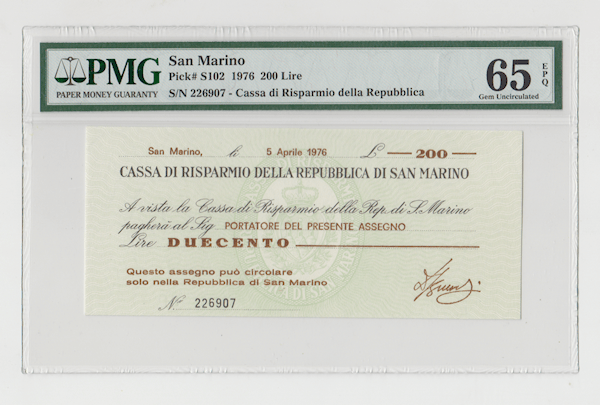 PMG
PAPER MONEY GUARANTY
San Marino
Pick# S102 1976 200 Lire
S/N 226907 - Cassa di Risparmio della Repubblica
65 EPQ
Gem Uncirculated
San Marino, li 5 Aprile 1976 £ 200
CASSA DI RISPARMIO DELLA REPUBBLICA DI SAN MARINO
A vista la Cassa di Risparmio della Rep. di S. Marino
pagherà al Sig PORTATORE DEL PRESENTE ASSEGNO
Lire DUECENTO
Questo assegno può circolare
solo nella Repubblica di San Marino
N° 226907